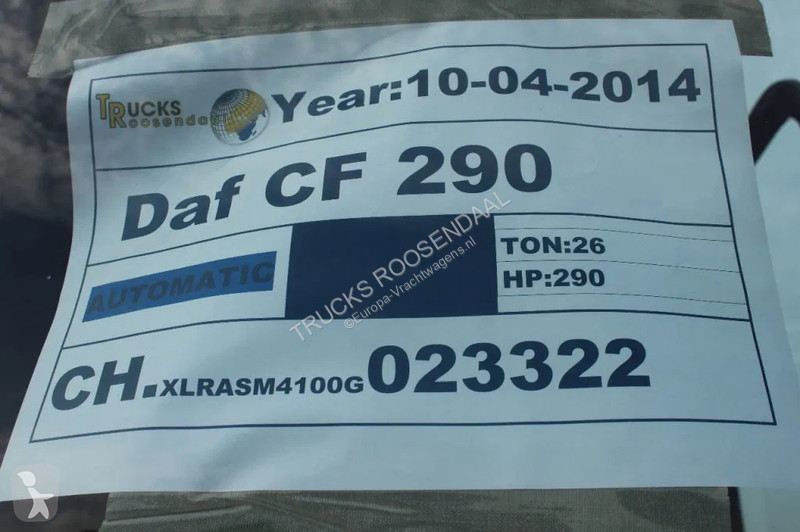 TRUCKS Roosendaal
Year:10-04-2014
Daf CF 290
AUTOMATIC
TON:26
HP:290
TRUCKS ROOSENDAAL
©Europa-Vrachtwagens.nl
CH.XLRASM4100G023322